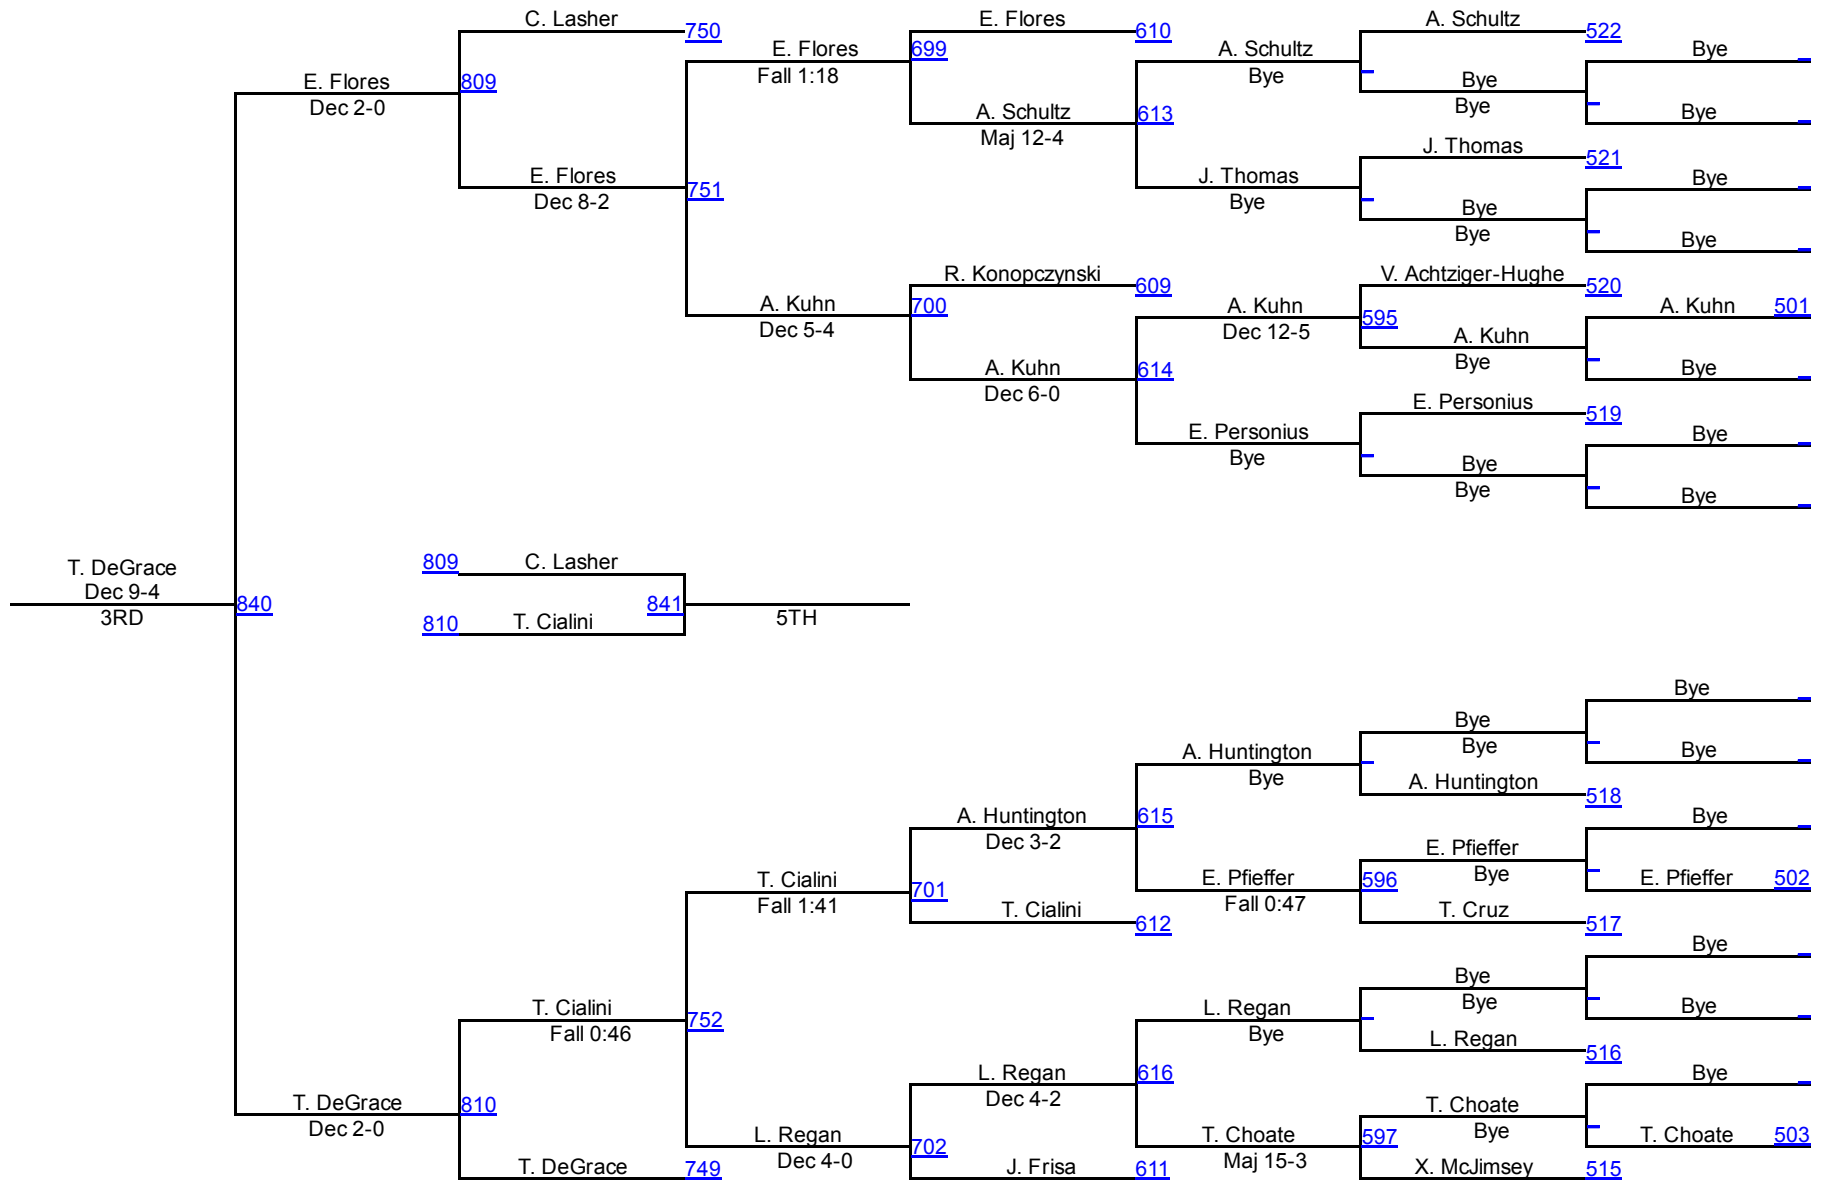 C. Lasher
750
E. Flores
Dec 2-0
809
E. Flores
Dec 8-2
751
E. Flores
Fall 1:18
699
E. Flores
610
A. Schultz
Maj 12-4
613
A. Schultz
Bye
A. Schultz
522
Bye
Bye
Bye
Bye
J. Thomas
Bye
J. Thomas
521
Bye
Bye
Bye
Bye
A. Kuhn
Dec 5-4
700
R. Konopczynski
609
A. Kuhn
Dec 6-0
614
A. Kuhn
Dec 12-5
595
V. Achtziger-Hughe
520
A. Kuhn
Bye
A. Kuhn
501
Bye
E. Personius
Bye
E. Personius
519
Bye
Bye
Bye
Bye
T. DeGrace
Dec 9-4
3RD
840
809
C. Lasher
810
T. Cialini
841
5TH
T. DeGrace
Dec 2-0
810
T. Cialini
Fall 0:46
752
T. DeGrace
749
T. Cialini
Fall 1:41
701
A. Huntington
Dec 3-2
615
T. Cialini
612
A. Huntington
Bye
Bye
Bye
Bye
Bye
A. Huntington
518
E. Pfieffer
Fall 0:47
596
E. Pfieffer
Bye
Bye
E. Pfieffer
502
T. Cruz
517
L. Regan
Dec 4-0
702
L. Regan
Dec 4-2
616
J. Frisa
611
L. Regan
Bye
Bye
Bye
Bye
Bye
L. Regan
516
T. Choate
Maj 15-3
597
T. Choate
Bye
Bye
T. Choate
503
X. McJimsey
515